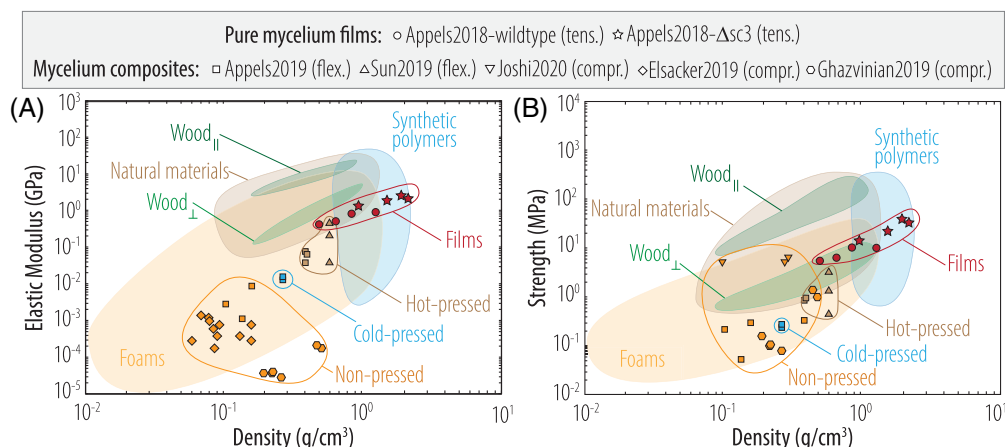 Pure mycelium films: ○ Appels2018-wildtype (tens.) ☆ Appels2018-Δsc3 (tens.)
Mycelium composites: □ Appels2019 (flex.) △ Sun2019 (flex.) ▽ Joshi2020 (compr.) ◇ Elsacker2019 (compr.) ○ Ghazvinian2019 (compr.)
(A)
Elastic Modulus (GPa)
10³
10²
10¹
10⁰
10⁻¹
10⁻²
10⁻³
10⁻⁴
10⁻⁵
Wood||
Synthetic
polymers
Natural materials
Wood⊥
Films
Hot-pressed
Cold-pressed
Foams
Non-pressed
10⁻² 10⁻¹ 10⁰ 10¹
Density (g/cm³)
(B)
Strength (MPa)
10⁴
10³
10²
10¹
10⁰
10⁻¹
10⁻²
Synthetic
polymers
Wood||
Natural materials
Wood⊥
Films
Hot-pressed
Cold-pressed
Foams
Non-pressed
10⁻² 10⁻¹ 10⁰ 10¹
Density (g/cm³)